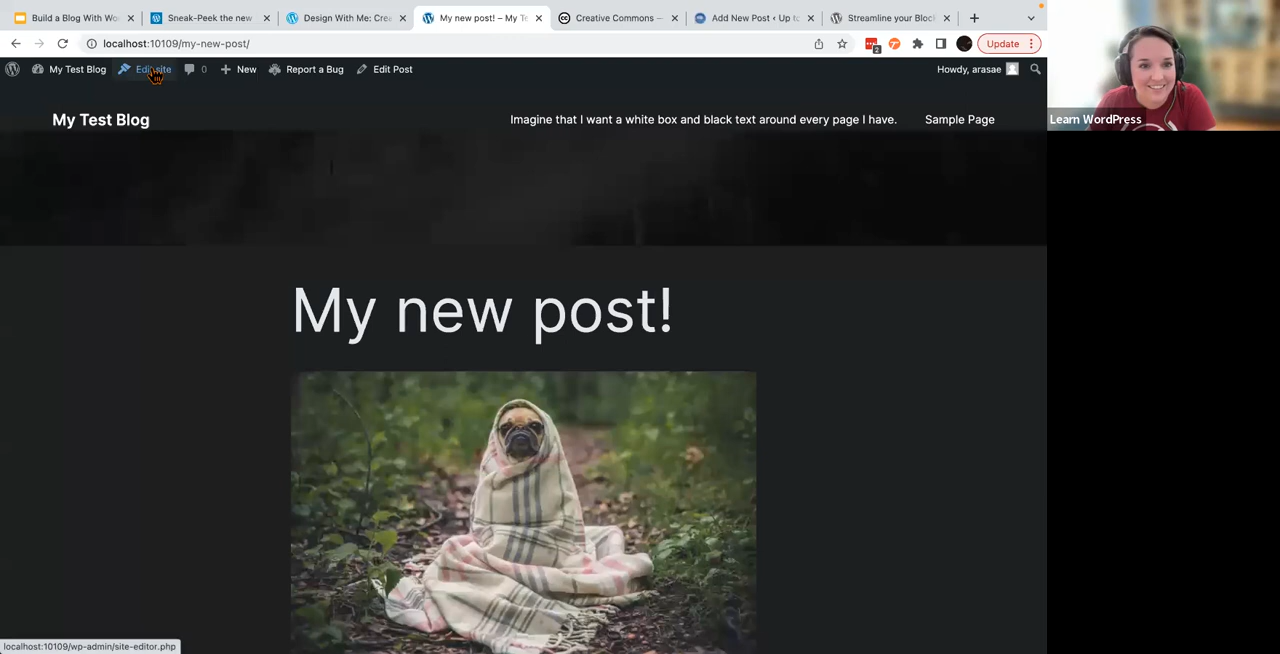 Build a Blog With Wo
Sneak-Peek the new
Design With Me: Crea
My new post! – My Te
Creative Commons —
Add New Post ‹ Up to
Streamline your Block
localhost:10109/my-new-post/
2
Update
My Test Blog
Edit site
0
New
Report a Bug
Edit Post
Howdy, arasae
My Test Blog
Imagine that I want a white box and black text around every page I have.
Sample Page
Learn WordPress
My new post!
localhost:10109/wp-admin/site-editor.php